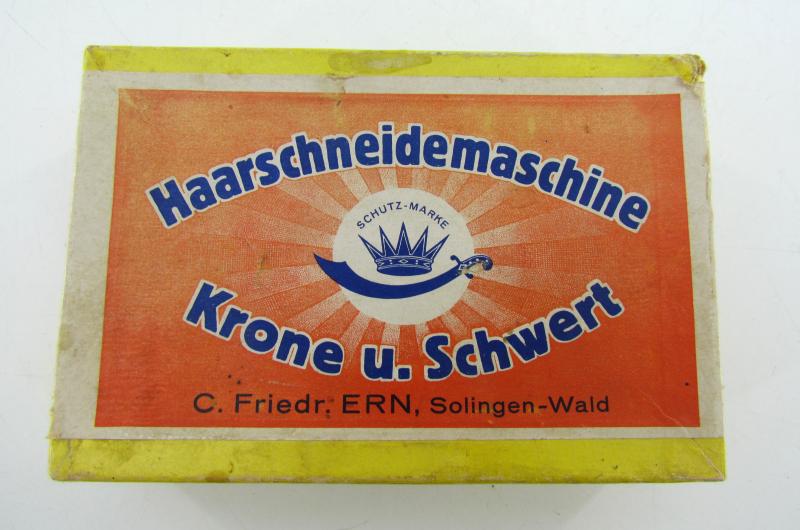 Haarschneidemaschine
SCHUTZ-MARKE
Krone u. Schwert
C. Friedr. ERN, Solingen-Wald